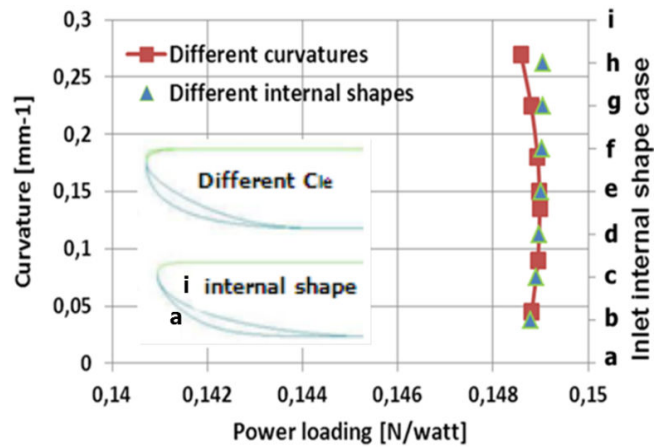 0,3
0,25
0,2
0,15
0,1
0,05
0
Curvature [mm-1]
Different curvatures
Different internal shapes
Different Cle
i internal shape
a
0,14
0,142
0,144
0,146
0,148
0,15
Power loading [N/watt]
i
h
g
f
e
d
c
b
a
Inlet internal shape case